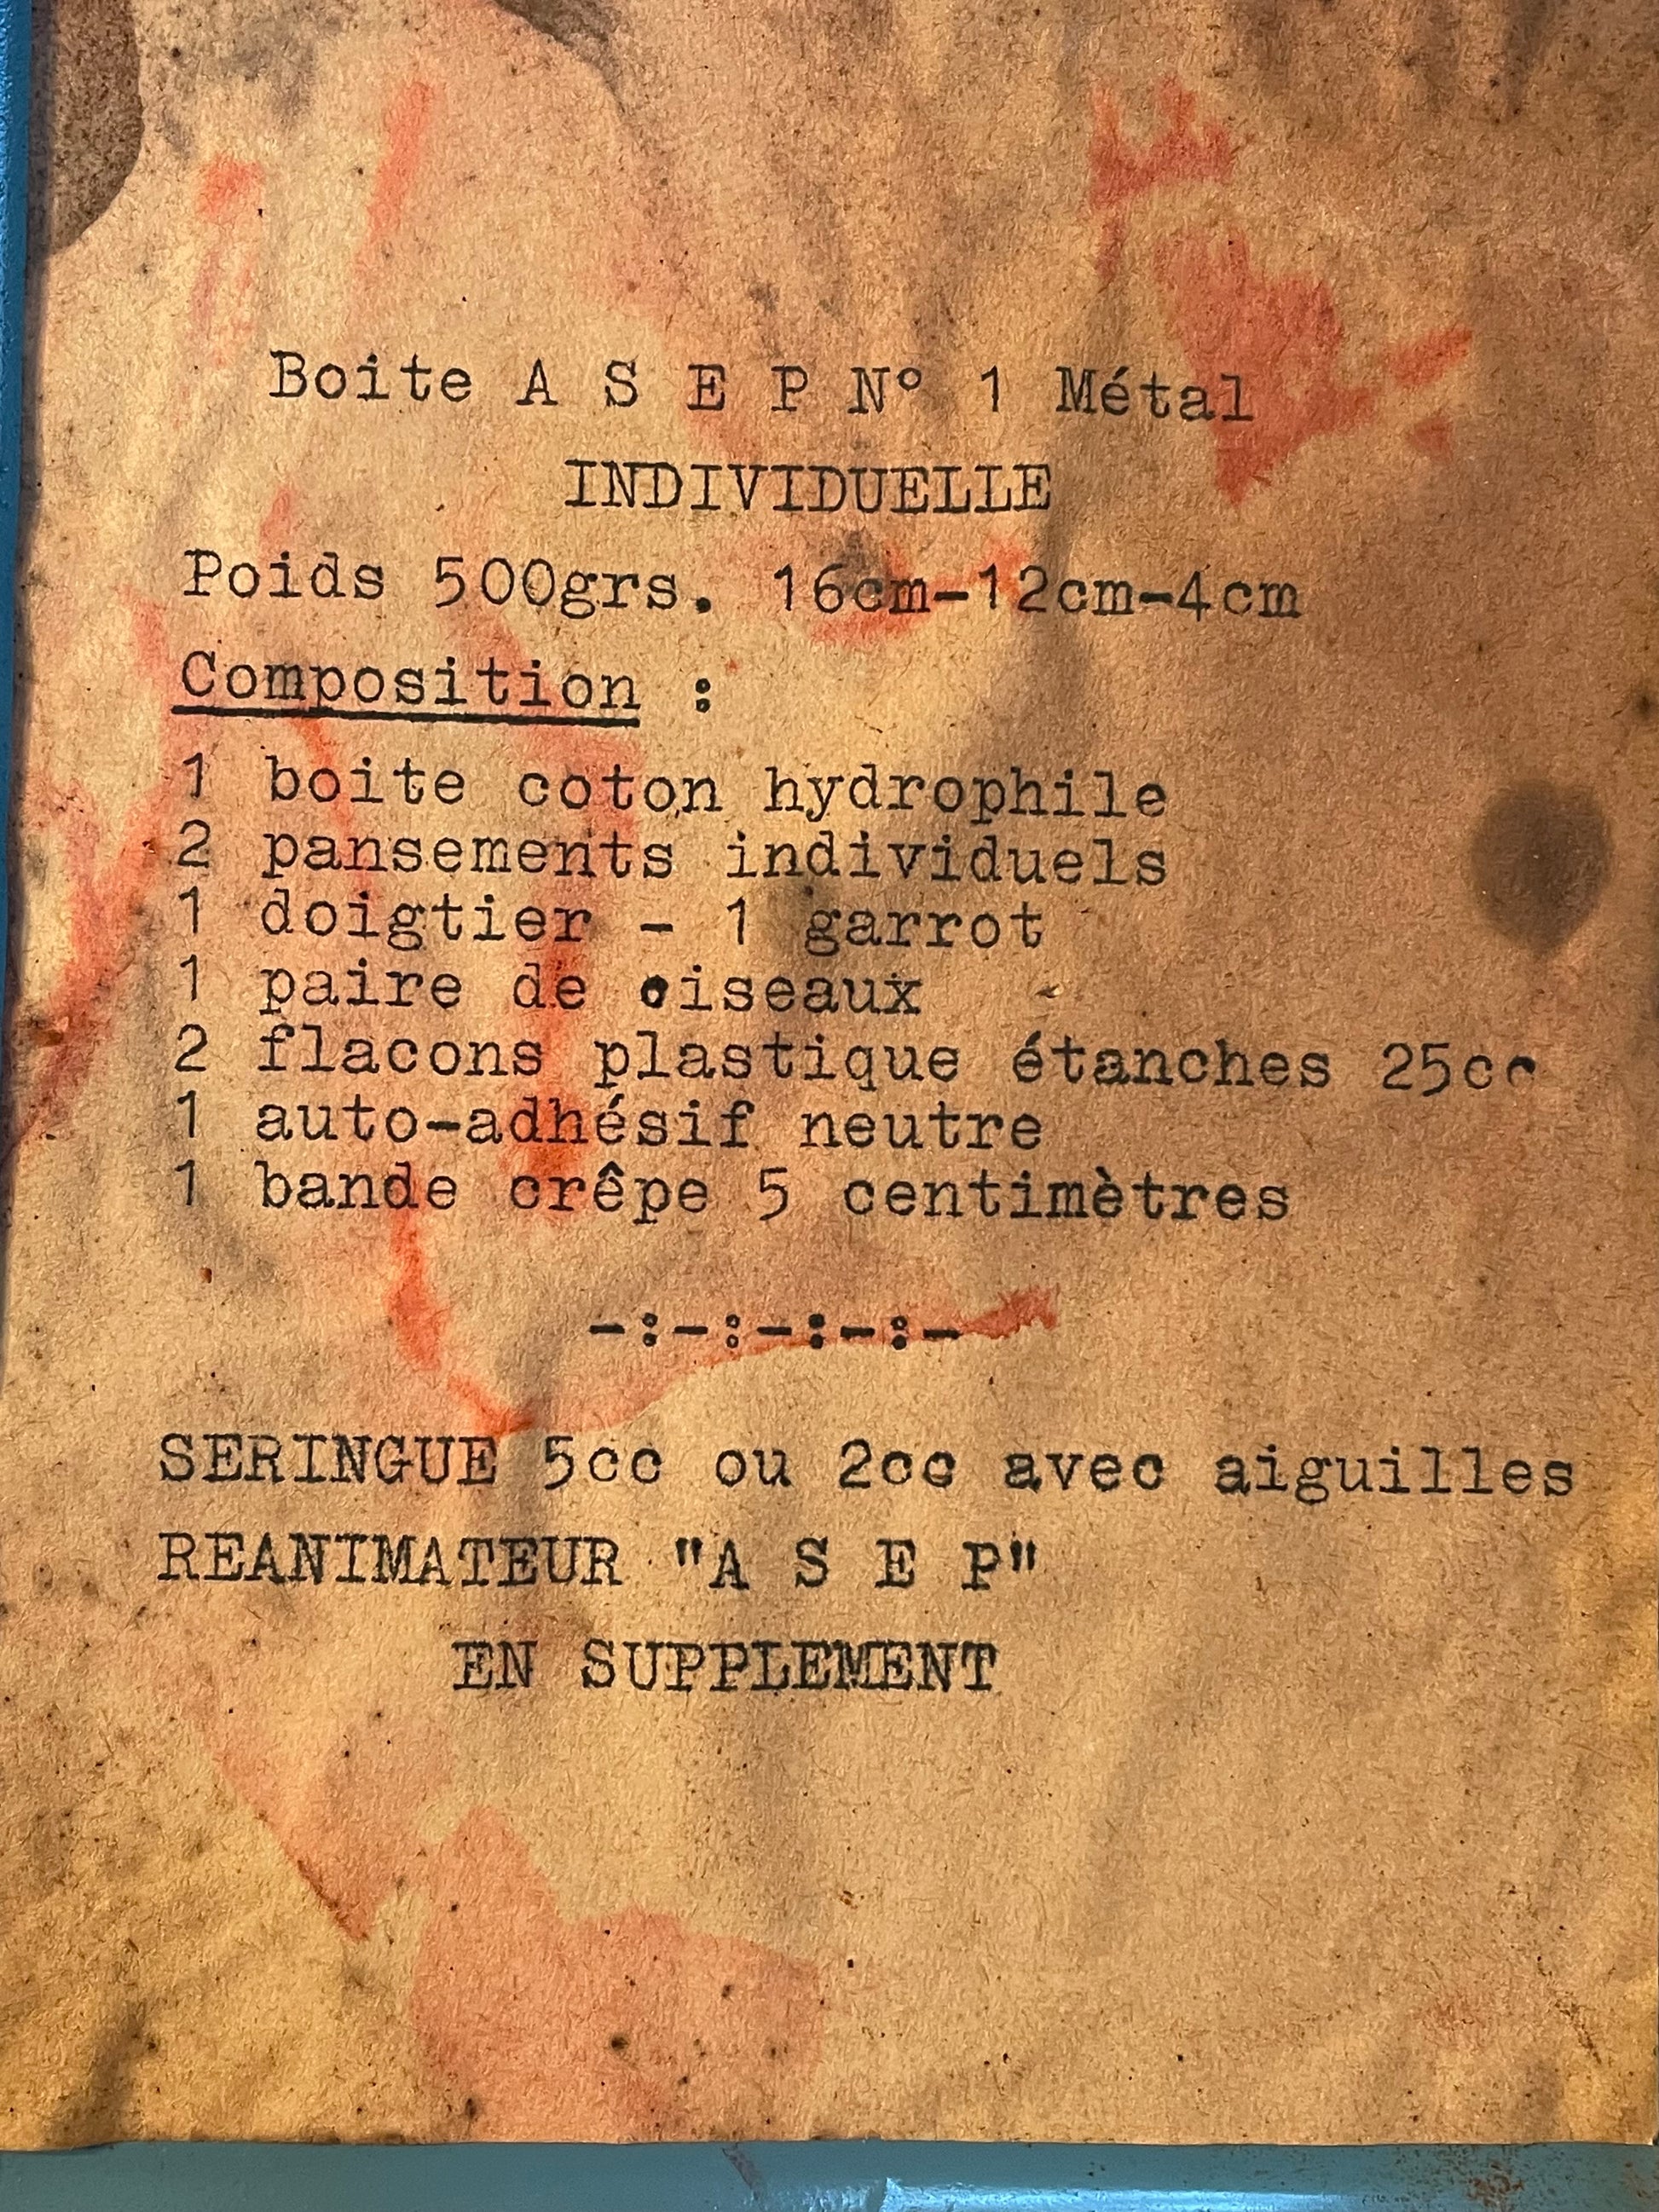 Boite A S E P N° 1 Métal
INDIVIDUELLE
Poids 500grs. 16cm-12cm-4cm
Composition :
1 boite coton hydrophile
2 pansements individuels
1 doigtier - 1 garrot
1 paire de ciseaux
2 flacons plastique étanches 25cc
1 auto-adhésif neutre
1 bande crêpe 5 centimètres
-:-:-:-:-
SERINGUE 5cc ou 2cc avec aiguilles
REANIMATEUR "A S E P"
EN SUPPLEMENT